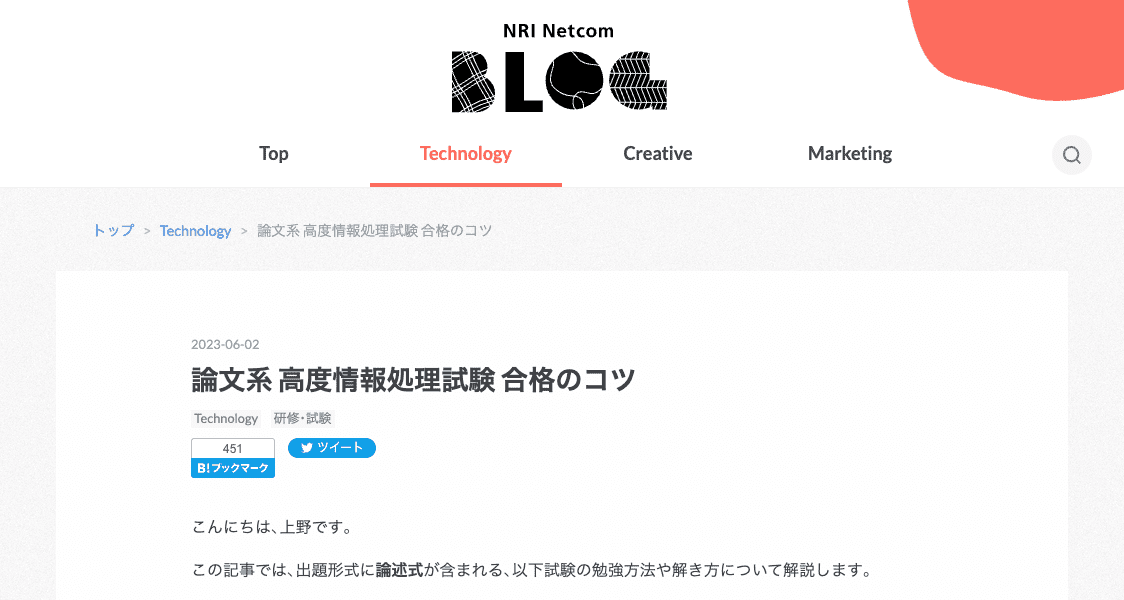 NRI Netcom
BLOG
Top Technology Creative Marketing
トップ > Technology > 論文系 高度情報処理試験 合格のコツ
2023-06-02
論文系 高度情報処理試験 合格のコツ
Technology 研修・試験
451
B!ブックマーク ツイート
こんにちは、上野です。
この記事では、出題形式に論述式が含まれる、以下試験の勉強方法や解き方について解説します。